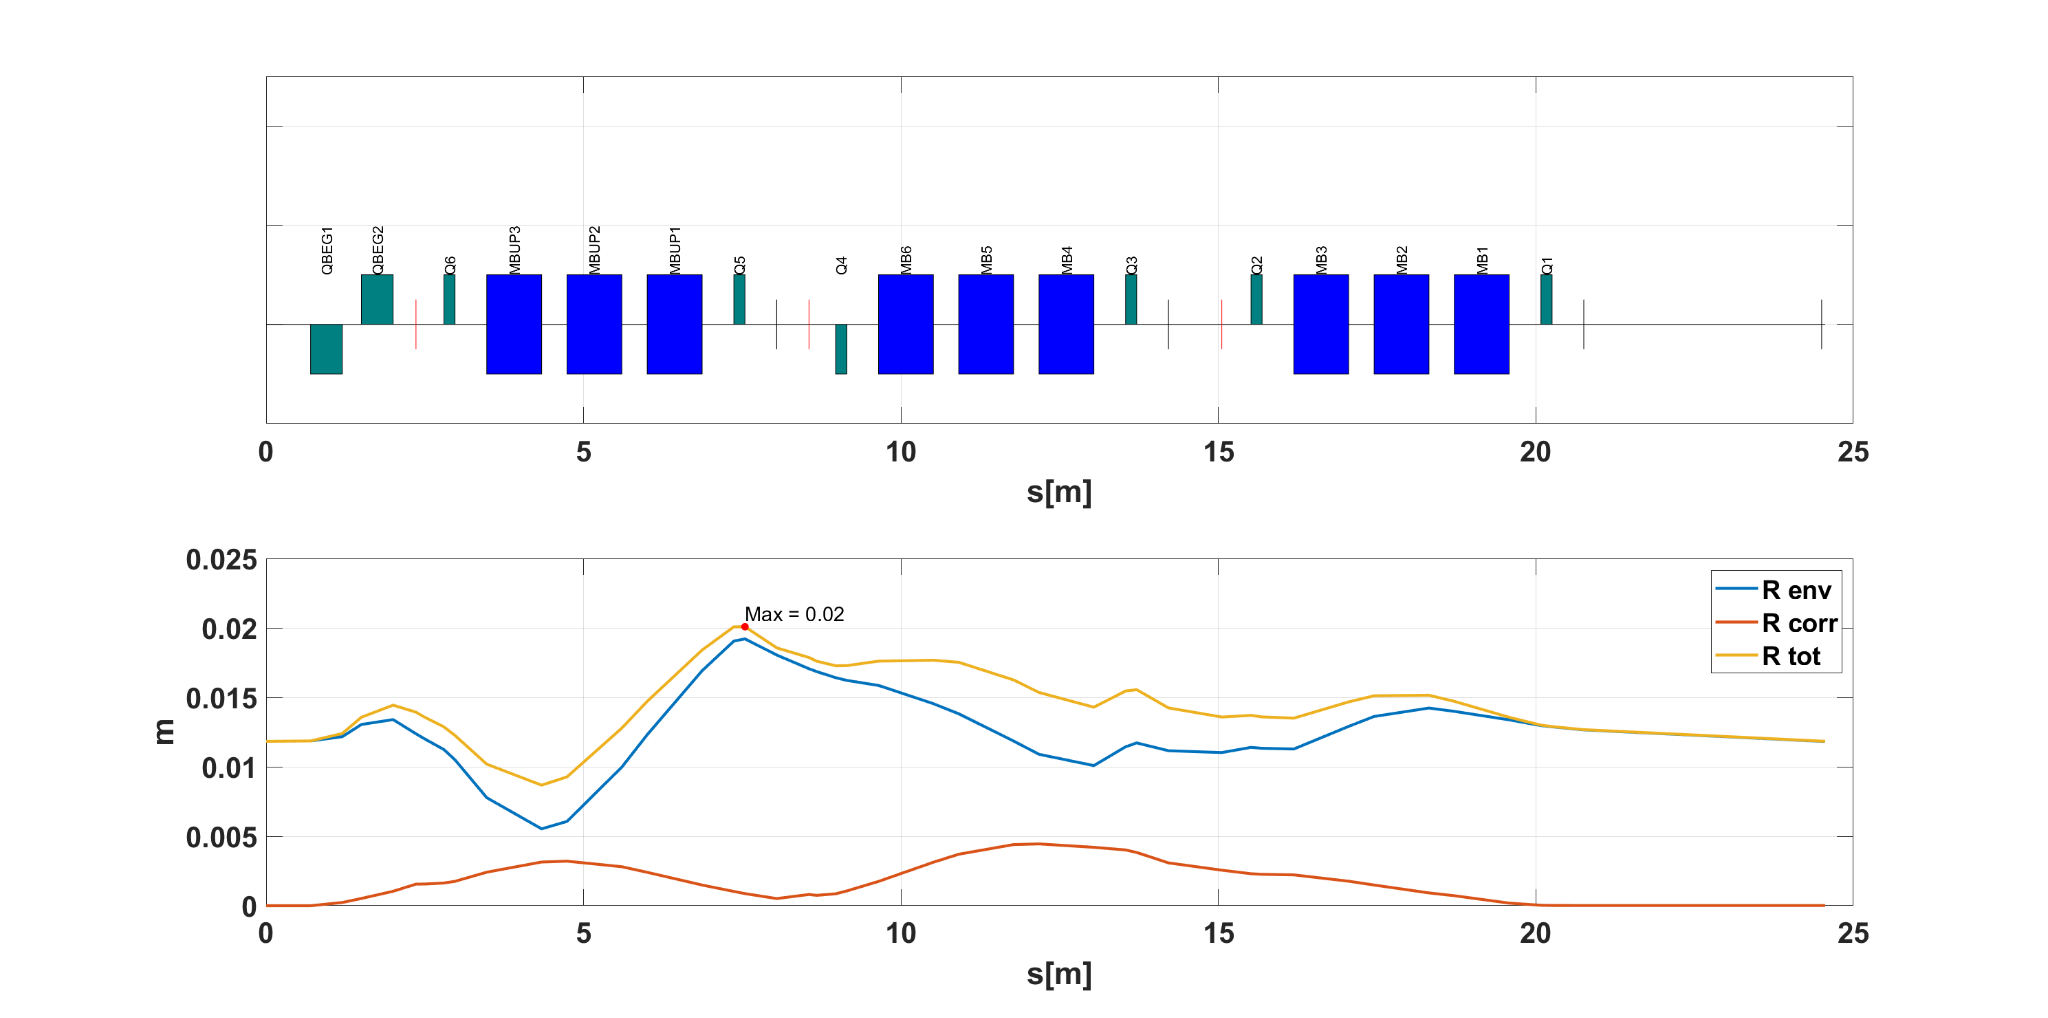 QBEG1 QBEG2 Q6 MBUP3 MBUP2 MBUP1 Q5 Q4 MB6 MB5 MB4 Q3 Q2 MB3 MB2 MB1 Q1
0 5 10 15 20 25
s[m]
0.025
0.02
0.015
0.01
0.005
0
m
Max = 0.02
R env
R corr
R tot
0 5 10 15 20 25
s[m]